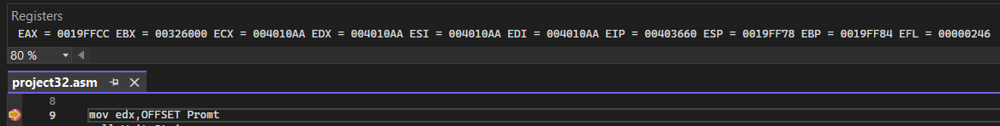 Registers
EAX = 0019FFCC EBX = 00326000 ECX = 004010AA EDX = 004010AA ESI = 004010AA EDI = 004010AA EIP = 00403660 ESP = 0019FF78 EBP = 0019FF84 EFL = 00000246
80 %
project32.asm
8
9 mov edx,OFFSET Promt